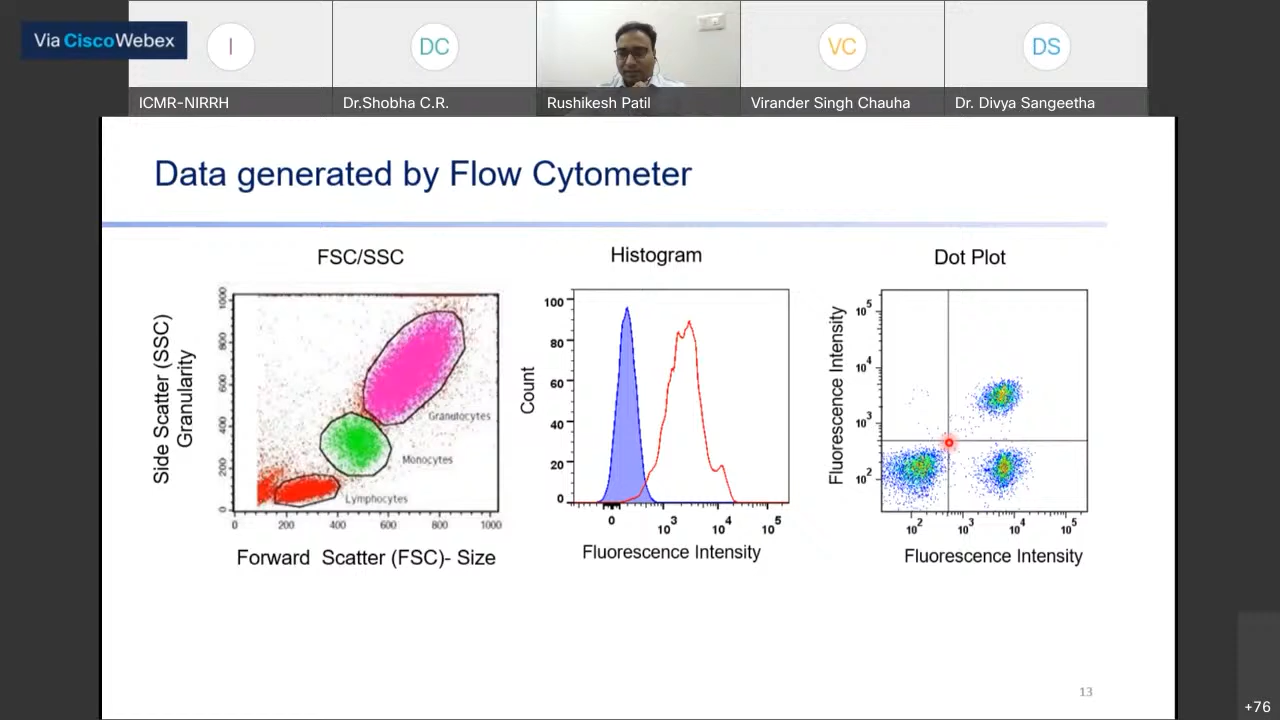 Via CiscoWebex
I
DC
VC
DS
ICMR-NIRRH
Dr.Shobha C.R.
Rushikesh Patil
Virander Singh Chauha
Dr. Divya Sangeetha
Data generated by Flow Cytometer
FSC/SSC
Histogram
Dot Plot
Side Scatter (SSC)
Granularity
1000
800
600
400
200
0
Granulocytes
Monocytes
Lymphocytes
0 200 400 600 800 1000
Forward Scatter (FSC)- Size
Count
100
80
60
40
20
0
0 10³ 10⁴ 10⁵
Fluorescence Intensity
Fluorescence Intensity
10⁵
10⁴
10³
10²
10² 10³ 10⁴ 10⁵
Fluorescence Intensity
13
+76